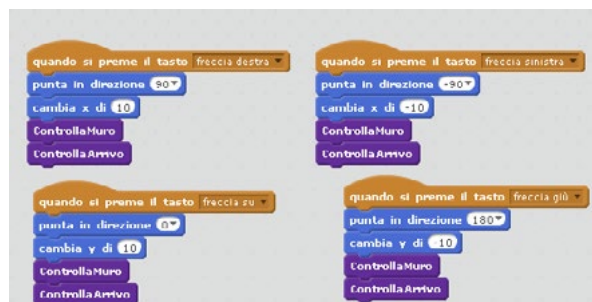 quando si preme il tasto freccia destra
punta in direzione 90
cambia x di 10
ControllaMuro
ControllaArrivo
quando si preme il tasto freccia sinistra
punta in direzione -90
cambia x di -10
ControllaMuro
ControllaArrivo
quando si preme il tasto freccia su
punta in direzione 0
cambia y di 10
ControllaMuro
ControllaArrivo
quando si preme il tasto freccia giù
punta in direzione 180
cambia y di -10
ControllaMuro
ControllaArrivo